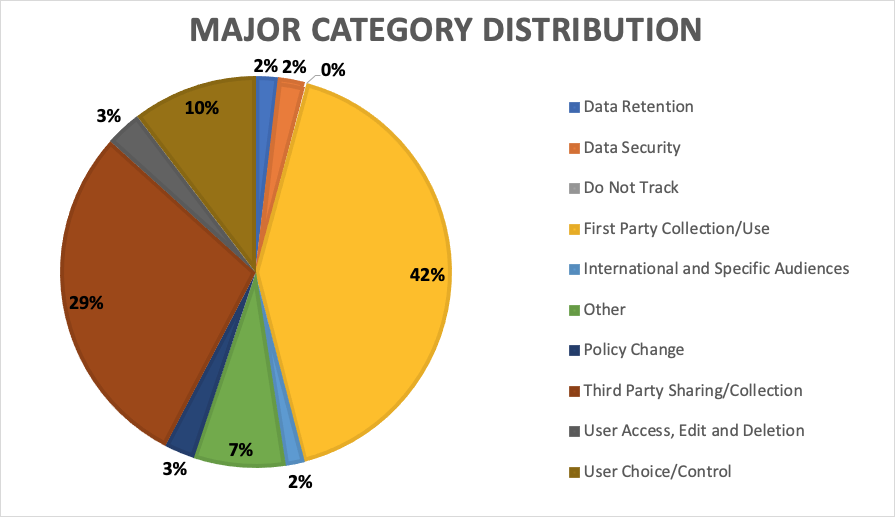 MAJOR CATEGORY DISTRIBUTION
2% 2% 0%
3%
10%
42%
29%
7%
3%
2%
Data Retention
Data Security
Do Not Track
First Party Collection/Use
International and Specific Audiences
Other
Policy Change
Third Party Sharing/Collection
User Access, Edit and Deletion
User Choice/Control